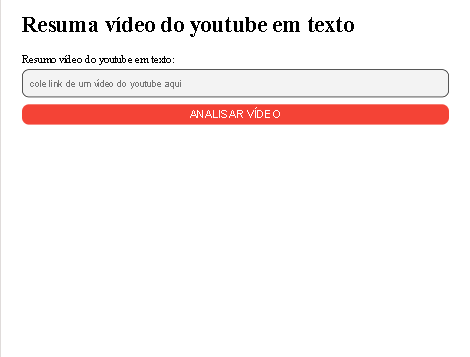 Resuma vídeo do youtube em texto
Resumo vídeo do youtube em texto:
cole link de um vídeo do youtube aqui
ANALISAR VÍDEO